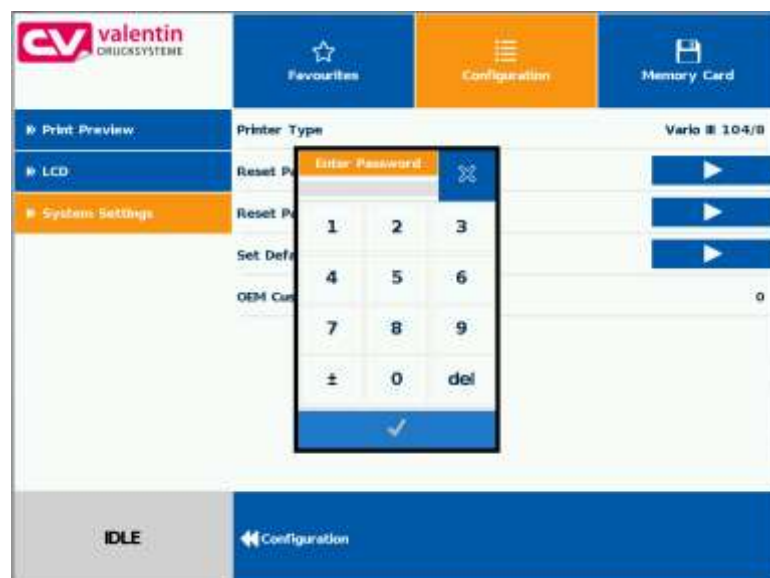 valentin
DRUCKSYSTEME
Favourites
Configuration
Memory Card
Print Preview
Printer Type
Vario III 104/8
LCD
Reset P
Enter Password
System Settings
Reset P
1 2 3
Set Defa
4 5 6
OEM Cus
0
7 8 9
± 0 del
IDLE
Configuration